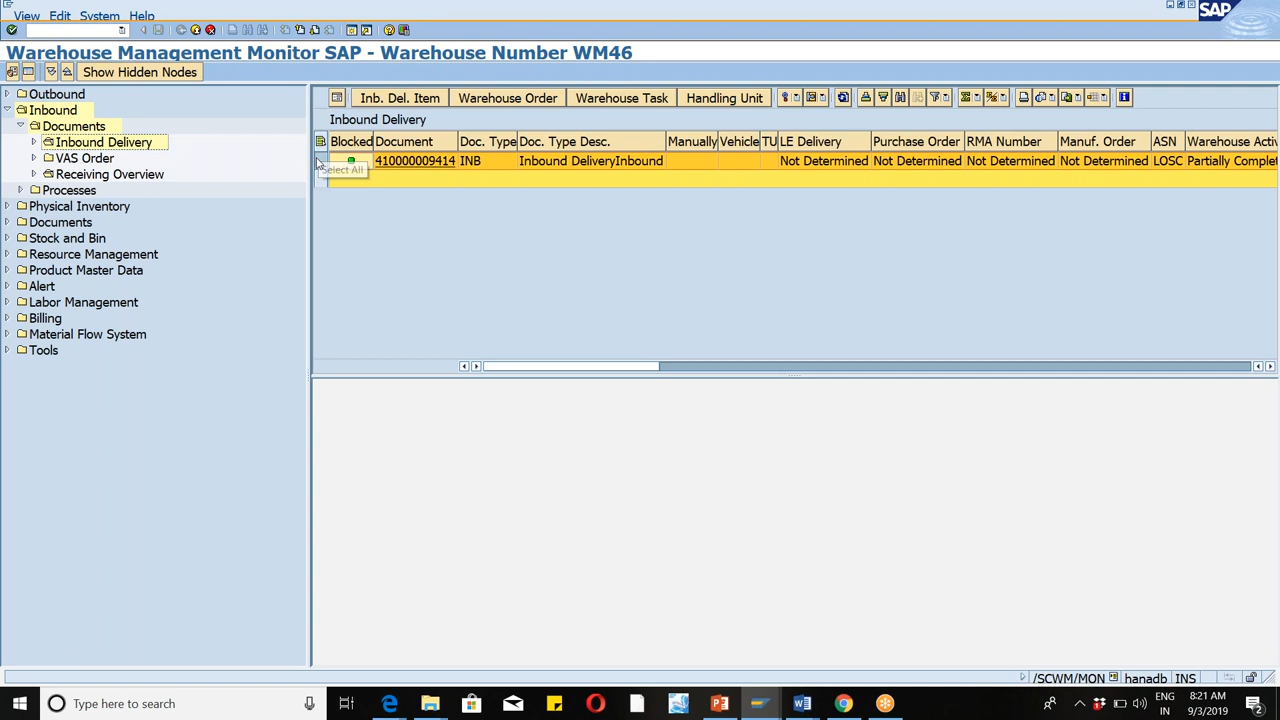 View Edit System Help
SAP
Warehouse Management Monitor SAP - Warehouse Number WM46
Show Hidden Nodes
Outbound
Inbound
Documents
Inbound Delivery
VAS Order
Receiving Overview
Processes
Physical Inventory
Documents
Stock and Bin
Resource Management
Product Master Data
Alert
Labor Management
Billing
Material Flow System
Tools
Inb. Del. Item Warehouse Order Warehouse Task Handling Unit
Inbound Delivery
Blocked Document Doc. Type Doc. Type Desc. Manually Vehicle TU LE Delivery Purchase Order RMA Number Manuf. Order ASN Warehouse Activ
410000009414 INB Inbound DeliveryInbound Not Determined Not Determined Not Determined Not Determined LOSC Partially Complet
Select All
/SCWM/MON hanadb INS
Type here to search
ENG
IN
8:21 AM
9/3/2019
2